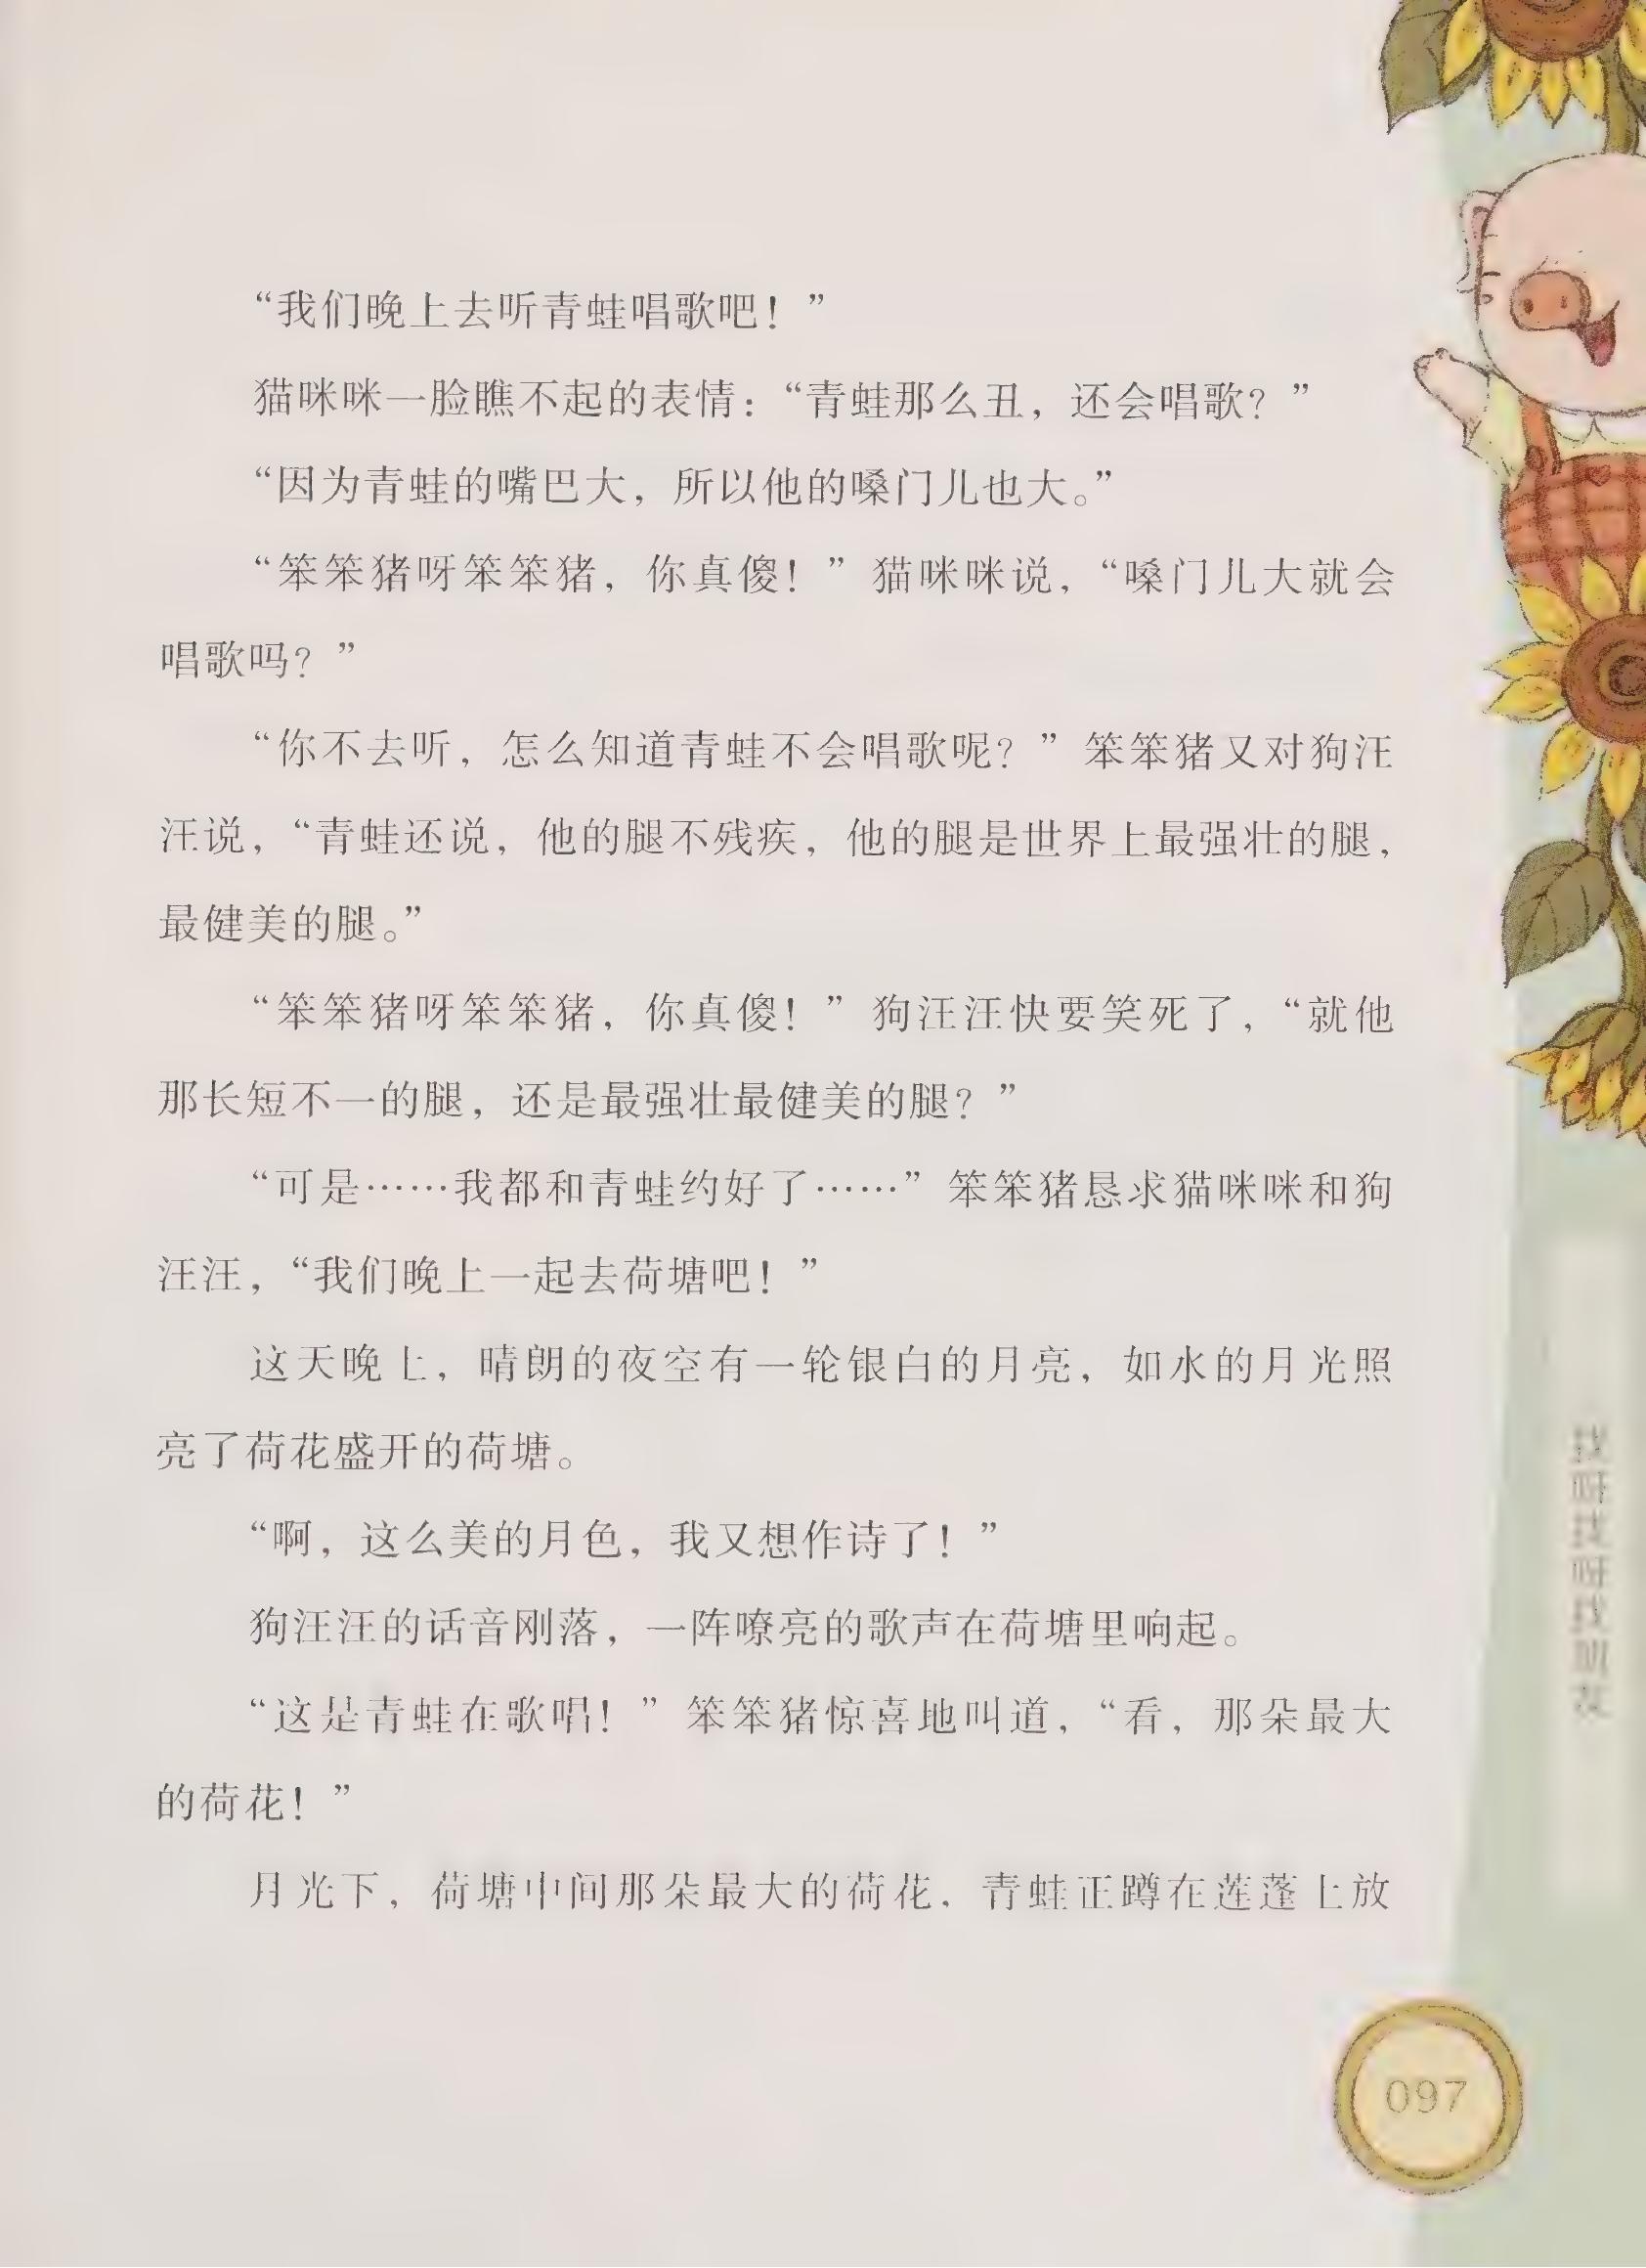 “我们晚上去听青蛙唱歌吧！”
猫咪咪一脸瞧不起的表情：“青蛙那么丑，还会唱歌？”
“因为青蛙的嘴巴大，所以他的嗓门儿也大。”
“笨笨猪呀笨笨猪，你真傻！”猫咪咪说，“嗓门儿大就会
唱歌吗？”
“你不去听，怎么知道青蛙不会唱歌呢？”笨笨猪又对狗汪
汪说，“青蛙还说，他的腿不残疾，他的腿是世界上最强壮的腿，
最健美的腿。”
“笨笨猪呀笨笨猪，你真傻！”狗汪汪快要笑死了，“就他
那长短不一的腿，还是最强壮最健美的腿？”
“可是……我都和青蛙约好了……”笨笨猪恳求猫咪咪和狗
汪汪，“我们晚上一起去荷塘吧！”
这天晚上，晴朗的夜空有一轮银白的月亮，如水的月光照
亮了荷花盛开的荷塘。
“啊，这么美的月色，我又想作诗了！”
狗汪汪的话音刚落，一阵嘹亮的歌声在荷塘里响起。
“这是青蛙在歌唱！”笨笨猪惊喜地叫道，“看，那朵最大
的荷花！”
月光下，荷塘中间那朵最大的荷花，青蛙正蹲在莲蓬上放
找呀找呀找朋友
097